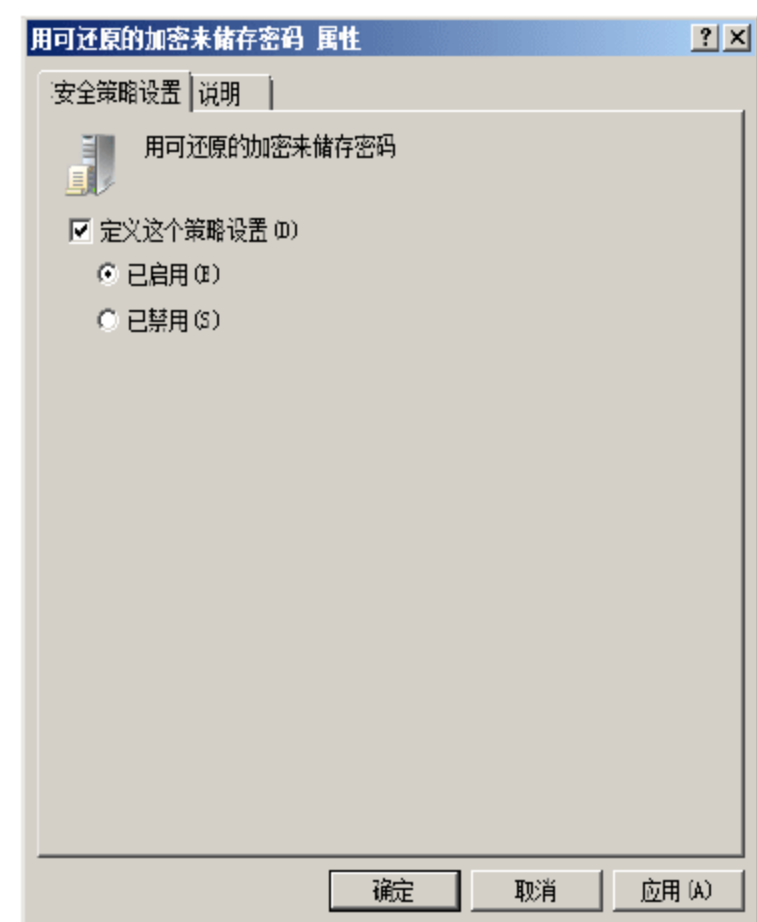 用可还原的加密来储存密码 属性
安全策略设置 说明
用可还原的加密来储存密码
定义这个策略设置(D)
已启用(E)
已禁用(S)
确定 取消 应用(A)